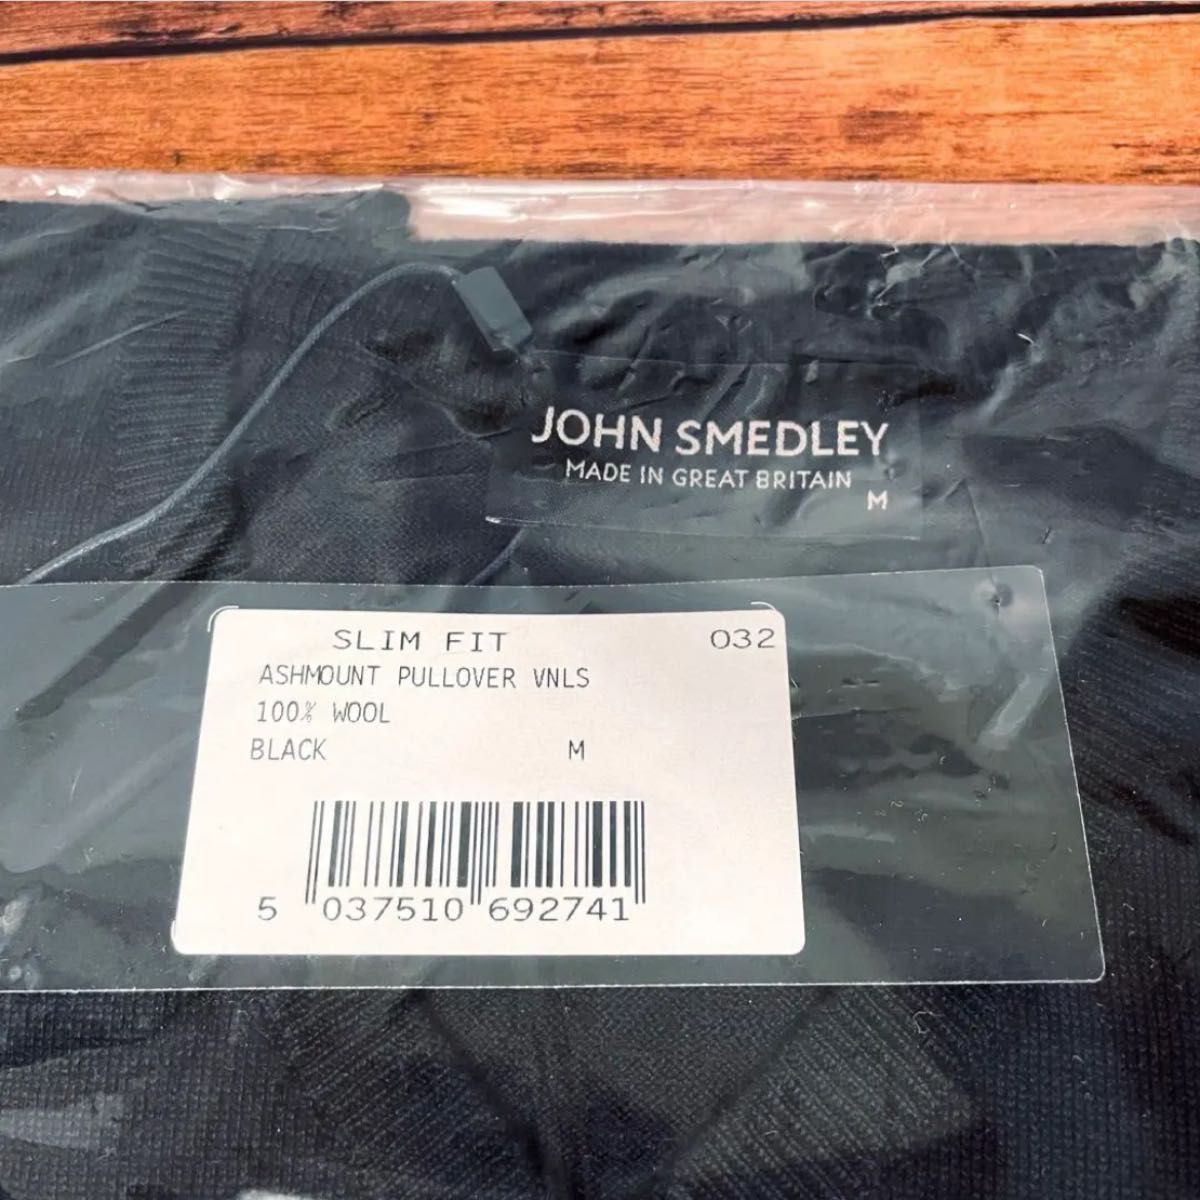 JOHN SMEDLEY
MADE IN GREAT BRITAIN
M
SLIM FIT 032
ASHMOUNT PULLOVER VNLS
100% WOOL
BLACK M
5 037510 692741